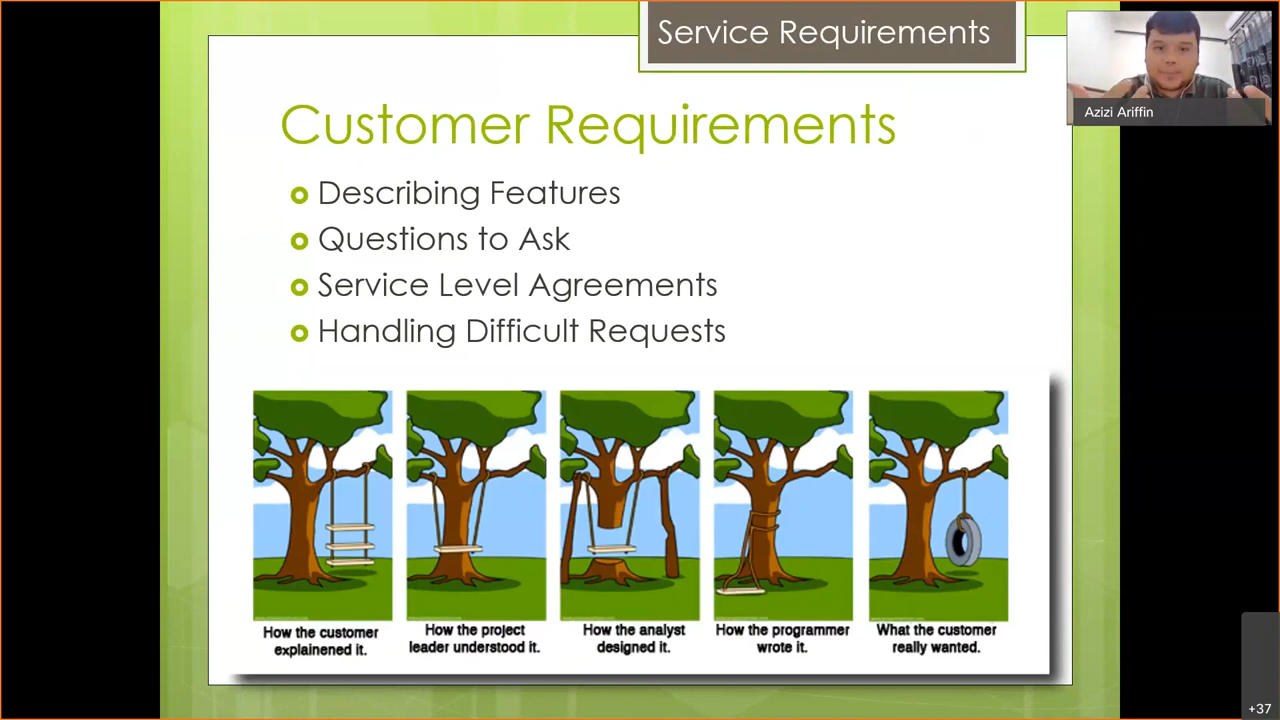 Service Requirements
Azizi Ariffin
Customer Requirements
Describing Features
Questions to Ask
Service Level Agreements
Handling Difficult Requests
How the customer
explainened it.
How the project
leader understood it.
How the analyst
designed it.
How the programmer
wrote it.
What the customer
really wanted.
+37